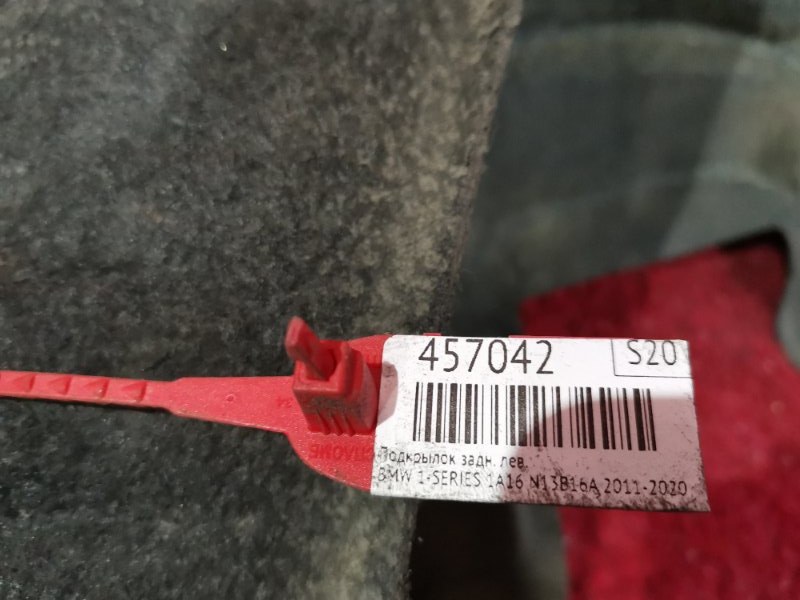 457042
S20
Подкрылок задн. лев.
BMW 1-SERIES 1A16 N13B16A 2011-2020